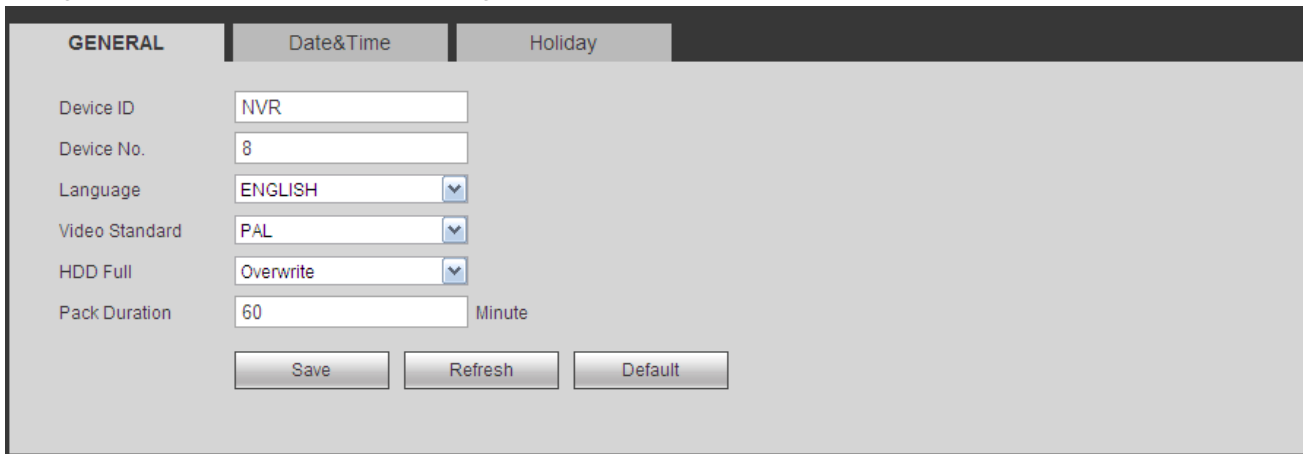 GENERAL Date&Time Holiday
Device ID NVR
Device No. 8
Language ENGLISH
Video Standard PAL
HDD Full Overwrite
Pack Duration 60 Minute
Save Refresh Default